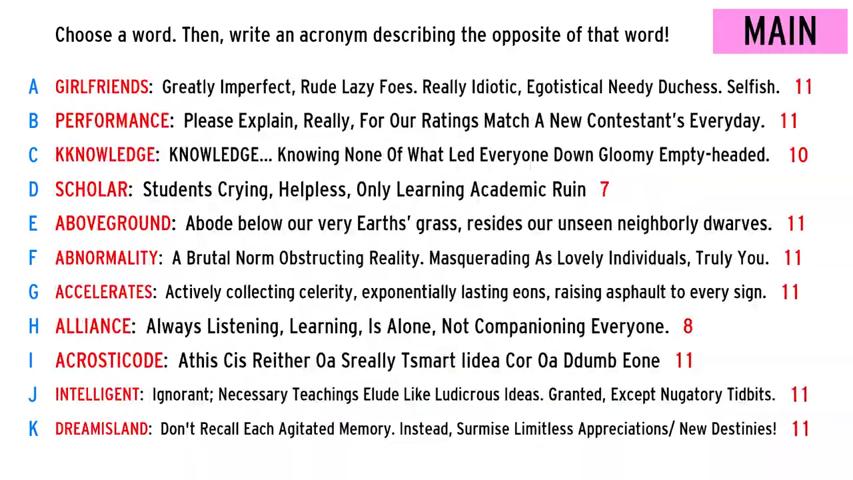 Choose a word. Then, write an acronym describing the opposite of that word!
MAIN
A GIRLFRIENDS: Greatly Imperfect, Rude Lazy Foes. Really Idiotic, Egotistical Needy Duchess. Selfish. 11
B PERFORMANCE: Please Explain, Really, For Our Ratings Match A New Contestant's Everyday. 11
C KKNOWLEDGE: KNOWLEDGE... Knowing None Of What Led Everyone Down Gloomy Empty-headed. 10
D SCHOLAR: Students Crying, Helpless, Only Learning Academic Ruin 7
E ABOVEGROUND: Abode below our very Earths' grass, resides our unseen neighborly dwarves. 11
F ABNORMALITY: A Brutal Norm Obstructing Reality. Masquerading As Lovely Individuals, Truly You. 11
G ACCELERATES: Actively collecting celerity, exponentially lasting eons, raising asphault to every sign. 11
H ALLIANCE: Always Listening, Learning, Is Alone, Not Companioning Everyone. 8
I ACROSTICODE: Athis Cis Reither Oa Sreally Tsmart Iidea Cor Oa Ddumb Eone 11
J INTELLIGENT: Ignorant; Necessary Teachings Elude Like Ludicrous Ideas. Granted, Except Nugatory Tidbits. 11
K DREAMISLAND: Don't Recall Each Agitated Memory. Instead, Surmise Limitless Appreciations/ New Destinies! 11